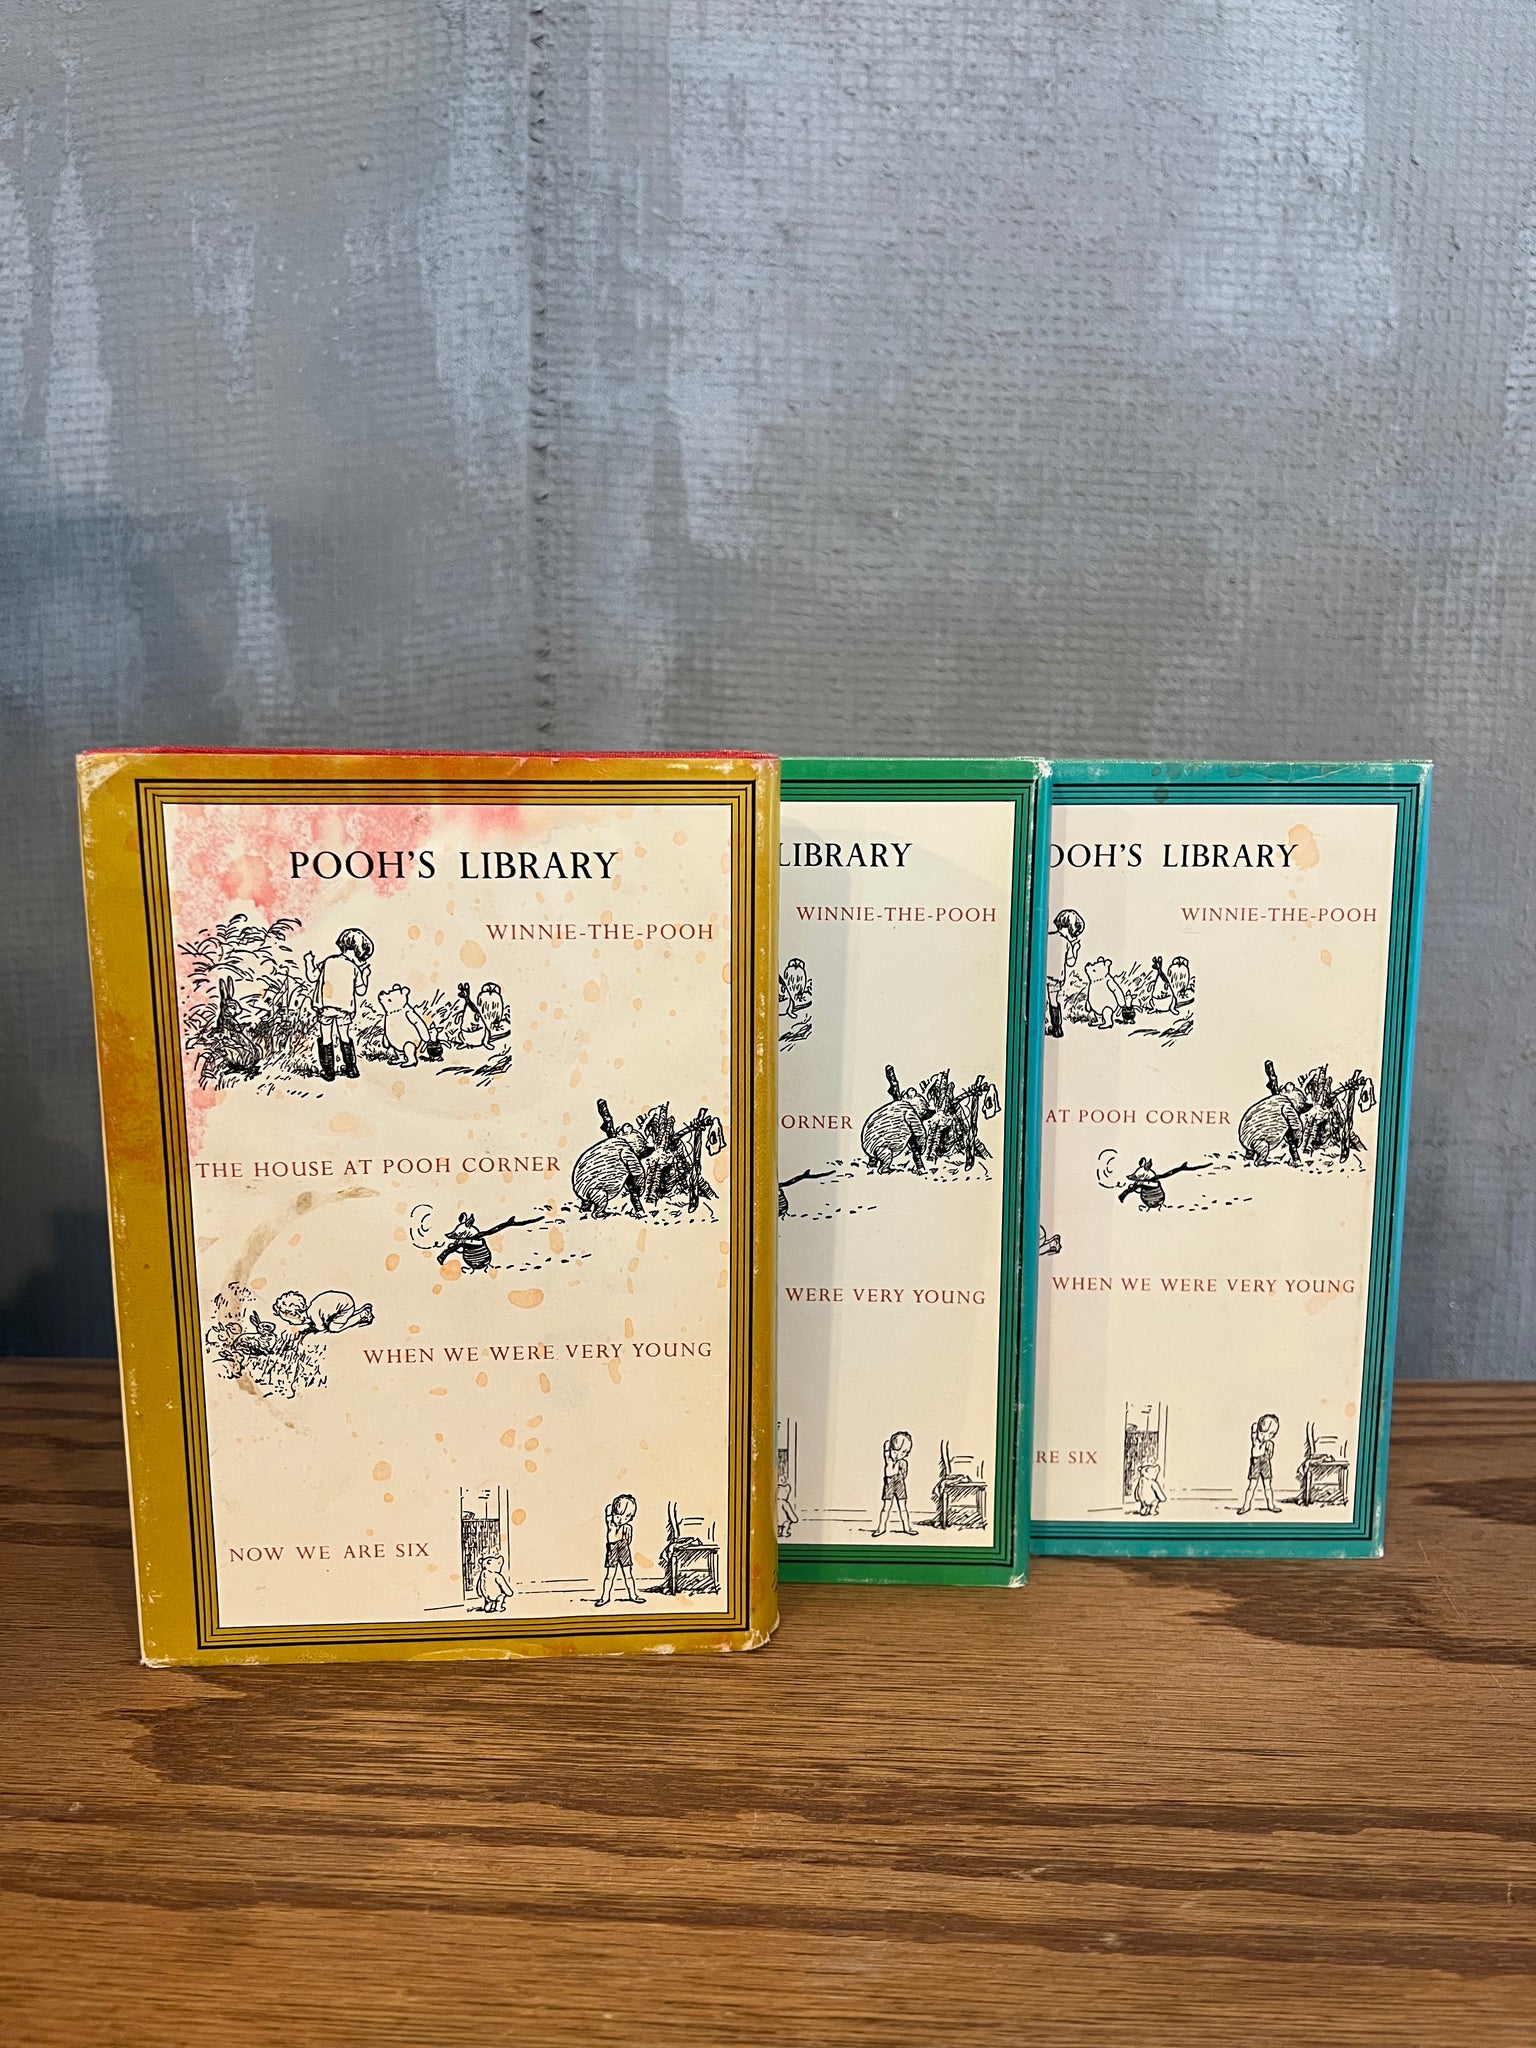 POOH'S LIBRARY
WINNIE-THE-POOH
THE HOUSE AT POOH CORNER
WHEN WE WERE VERY YOUNG
NOW WE ARE SIX
LIBRARY
WINNIE-THE-POOH
ORNER
WERE VERY YOUNG
OOH'S LIBRARY
WINNIE-THE-POOH
AT POOH CORNER
WHEN WE WERE VERY YOUNG
RE SIX